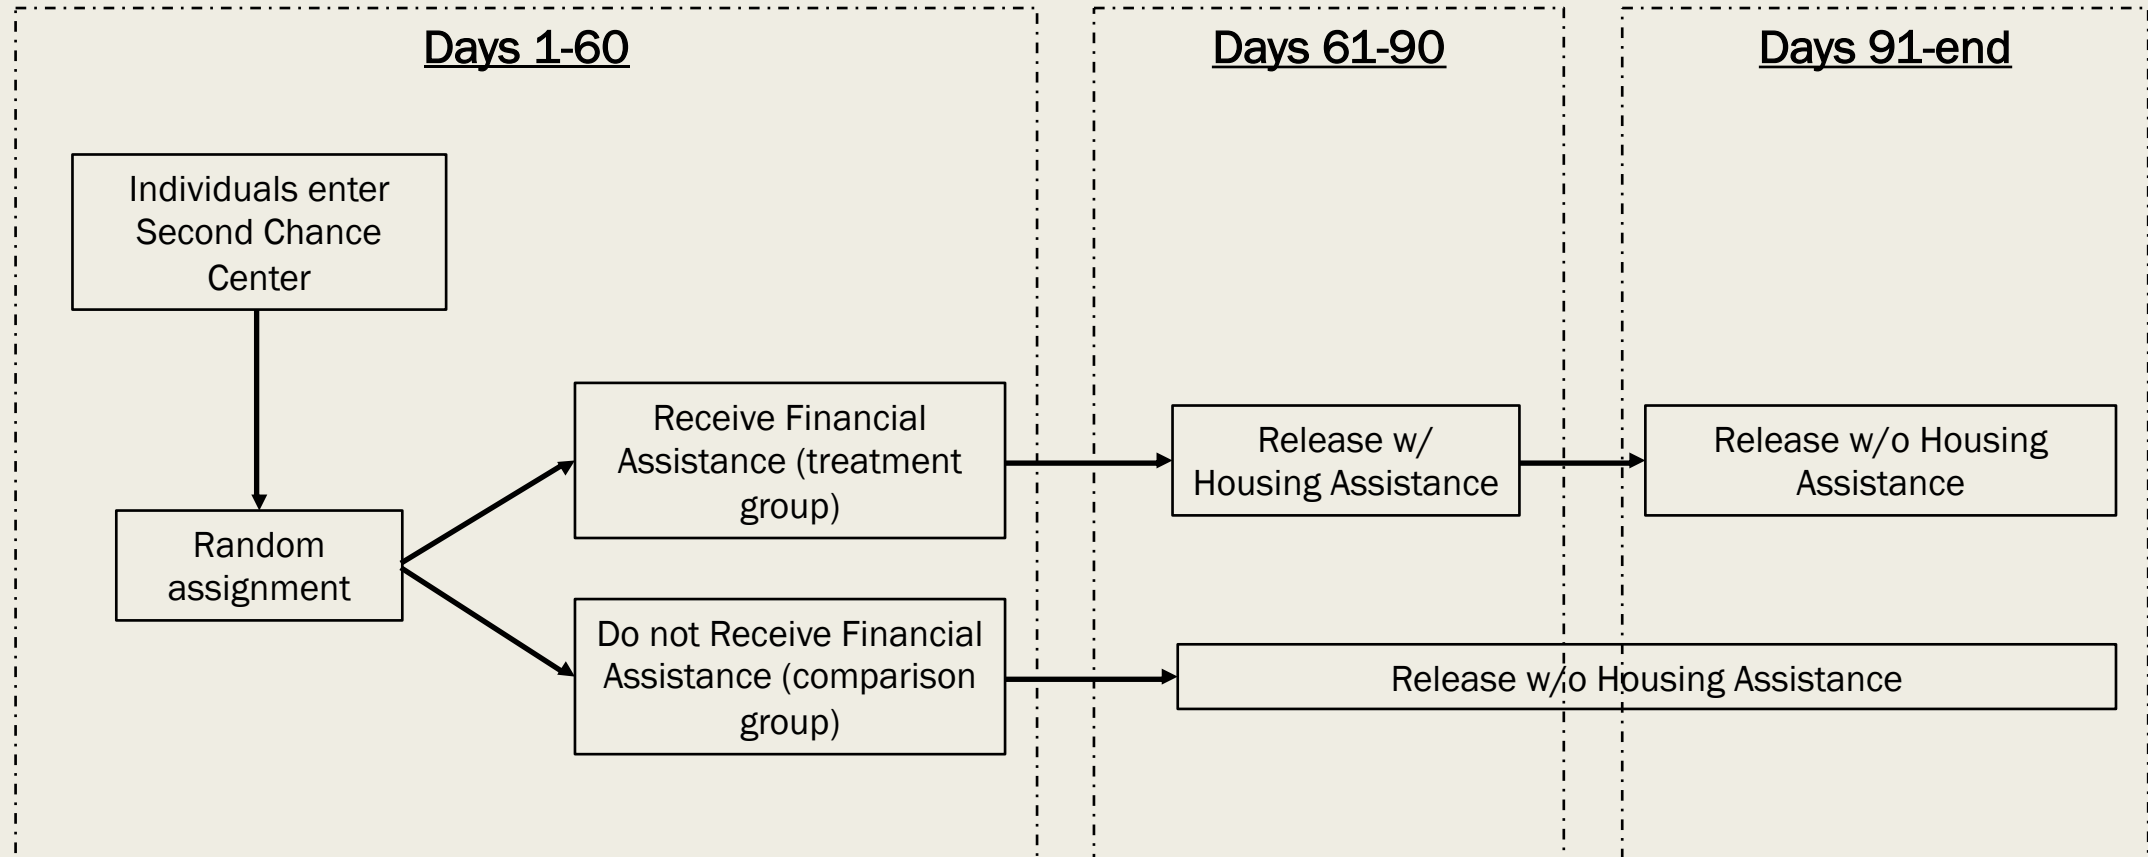 Days 1-60
Days 61-90
Days 91-end
Individuals enter
Second Chance
Center
Random
assignment
Receive Financial
Assistance (treatment
group)
Release w/
Housing Assistance
Release w/o Housing
Assistance
Do not Receive Financial
Assistance (comparison
group)
Release w/o Housing Assistance